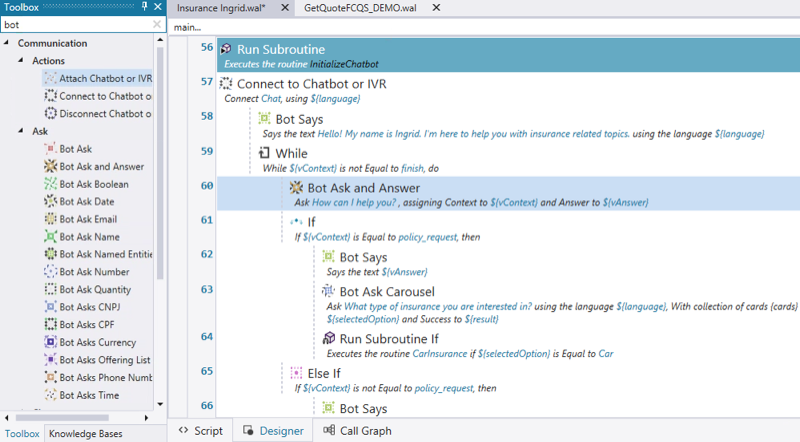 Toolbox
Insurance Ingrid.wal*
GetQuoteFCQS_DEMO.wal
bot
main...
Communication
Actions
Attach Chatbot or IVR
Connect to Chatbot o
Disconnect Chatbot o
Ask
Bot Ask
Bot Ask and Answer
Bot Ask Boolean
Bot Ask Date
Bot Ask Email
Bot Ask Name
Bot Ask Named Entitie
Bot Ask Number
Bot Ask Quantity
Bot Asks CNPJ
Bot Asks CPF
Bot Asks Currency
Bot Asks Offering List
Bot Asks Phone Numb
Bot Asks Time
Toolbox Knowledge Bases
56 Run Subroutine
Executes the routine InitializeChatbot
57 Connect to Chatbot or IVR
Connect Chat, using ${language}
58 Bot Says
Says the text Hello! My name is Ingrid. I'm here to help you with insurance related topics. using the language ${language}
59 While
While ${vContext} is not Equal to finish, do
60 Bot Ask and Answer
Ask How can I help you? , assigning Context to ${vContext} and Answer to ${vAnswer}
61 If
If ${vContext} is Equal to policy_request, then
62 Bot Says
Says the text ${vAnswer}
63 Bot Ask Carousel
Ask What type of insurance you are interested in? using the language ${language}, With collection of cards {cards}
${selectedOption} and Success to ${result}
64 Run Subroutine If
Executes the routine CarInsurance if ${selectedOption} is Equal to Car
65 Else If
If ${vContext} is not Equal to policy_request, then
66 Bot Says
Script Designer Call Graph